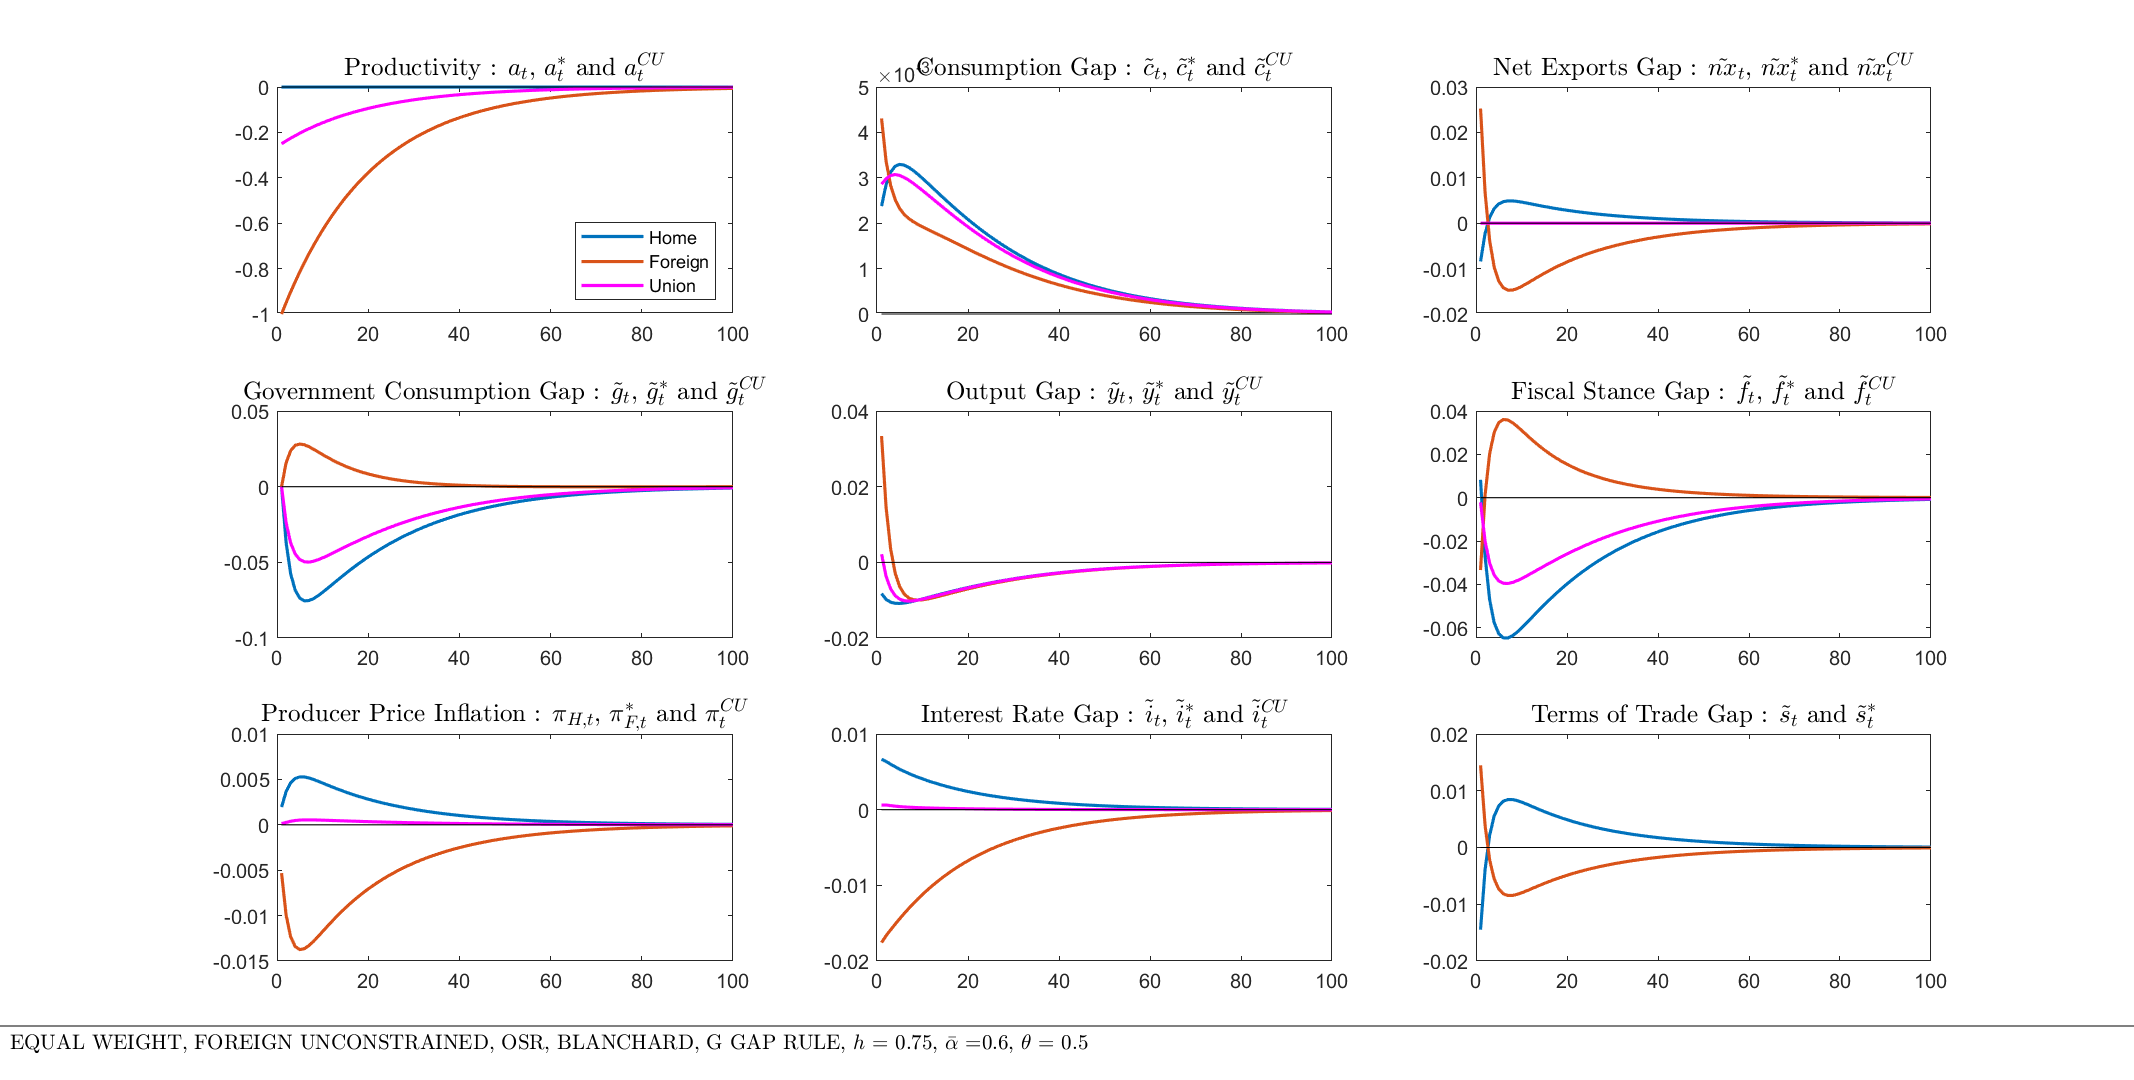 Productivity : a_t, a_t^* and a_t^{CU}
0
-0.2
-0.4
-0.6
-0.8
-1
0 20 40 60 80 100
Home
Foreign
Union
×10
Consumption Gap : c̃_t, c̃_t^* and c̃_t^{CU}
5
4
3
2
1
0
0 20 40 60 80 100
Net Exports Gap : ñx_t, ñx_t^* and ñx_t^{CU}
0.03
0.02
0.01
0
-0.01
-0.02
0 20 40 60 80 100
Government Consumption Gap : g̃_t, g̃_t^* and g̃_t^{CU}
0.05
0
-0.05
-0.1
0 20 40 60 80 100
Output Gap : ỹ_t, ỹ_t^* and ỹ_t^{CU}
0.04
0.02
0
-0.02
0 20 40 60 80 100
Fiscal Stance Gap : f̃_t, f̃_t^* and f̃_t^{CU}
0.04
0.02
0
-0.02
-0.04
-0.06
0 20 40 60 80 100
Producer Price Inflation : π_{H,t}, π_{F,t}^* and π_t^{CU}
0.01
0.005
0
-0.005
-0.01
-0.015
0 20 40 60 80 100
Interest Rate Gap : ĩ_t, ĩ_t^* and ĩ_t^{CU}
0.01
0
-0.01
-0.02
0 20 40 60 80 100
Terms of Trade Gap : s̃_t and s̃_t^*
0.02
0.01
0
-0.01
-0.02
0 20 40 60 80 100
EQUAL WEIGHT, FOREIGN UNCONSTRAINED, OSR, BLANCHARD, G GAP RULE, h = 0.75, ᾱ =0.6, θ = 0.5